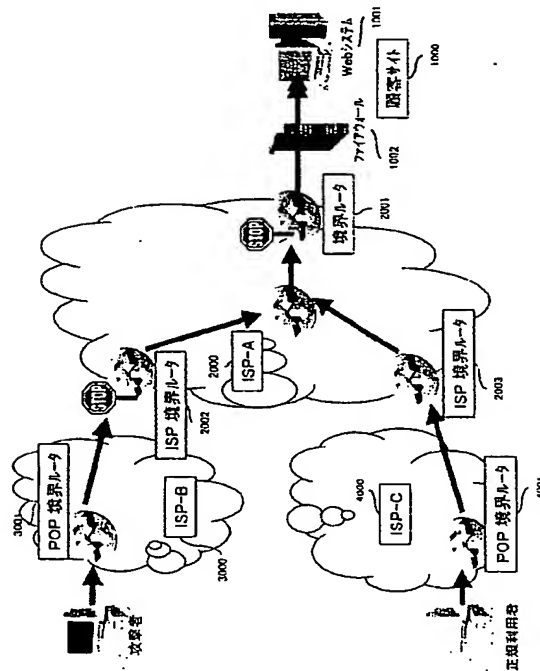 1001
Webシステム
顧客サイト
1000
ファイアウォール
1002
STOP
境界ルータ
2001
2000
ISP-A
STOP
ISP 境界ルータ
2002
ISP 境界ルータ
2003
3001
POP 境界ルータ
ISP-B
3000
4000
ISP-C
POP 境界ルータ
4001
攻撃者
正規利用者